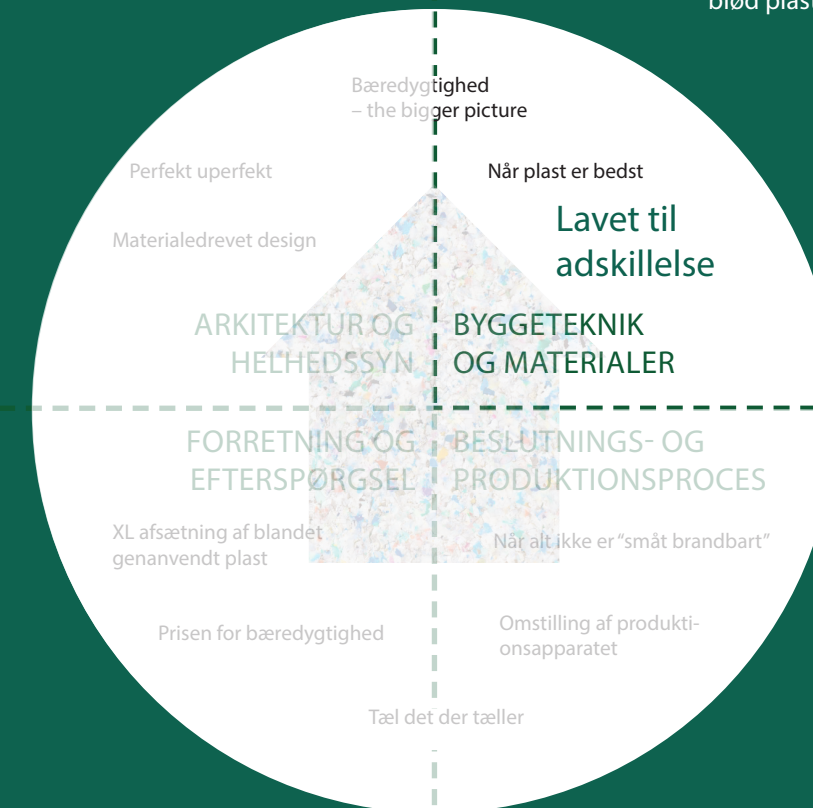 blød plast
Bæredygtighed
– the bigger picture
Perfekt uperfekt
Når plast er bedst
Materialedrevet design
Lavet til
adskillelse
ARKITEKTUR OG
HELHEDSSYN
BYGGETEKNIK
OG MATERIALER
FORRETNING OG
EFTERSPØRGSEL
BESLUTNINGS- OG
PRODUKTIONSPROCES
XL afsætning af blandet
genanvendt plast
Når alt ikke er “småt brandbart”
Prisen for bæredygtighed
Omstilling af produkti-
onsapparatet
Tæl det der tæller